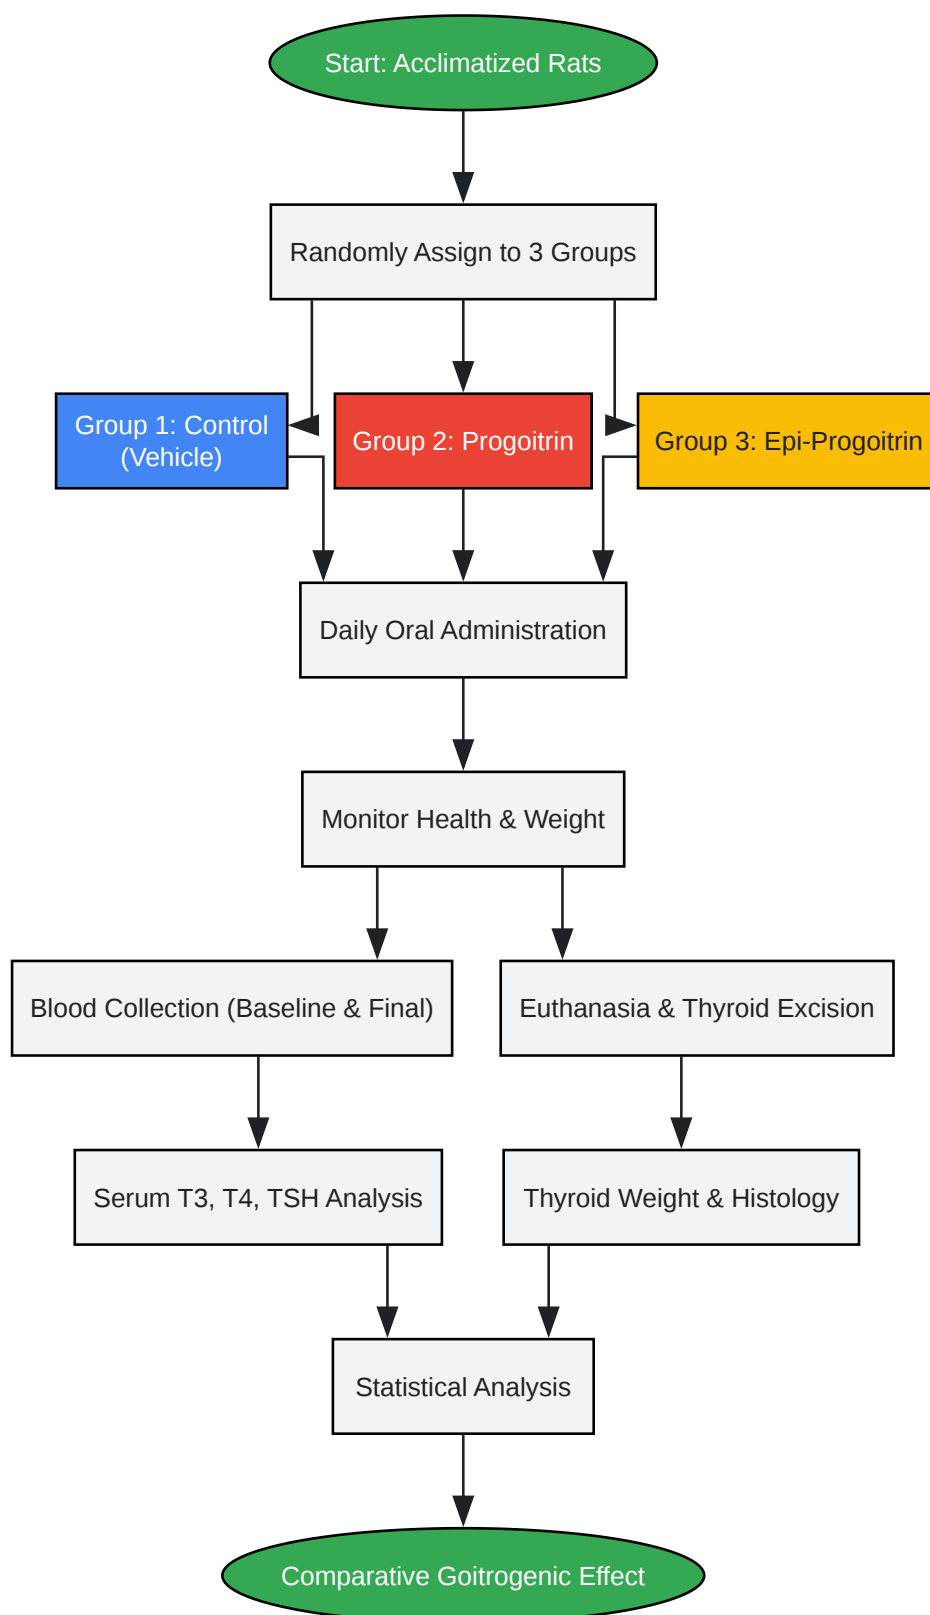 Start: Acclimatized Rats
Randomly Assign to 3 Groups
Group 1: Control
(Vehicle)
Group 2: Progoitrin
Group 3: Epi-Progoitrin
Daily Oral Administration
Monitor Health & Weight
Blood Collection (Baseline & Final)
Euthanasia & Thyroid Excision
Serum T3, T4, TSH Analysis
Thyroid Weight & Histology
Statistical Analysis
Comparative Goitrogenic Effect